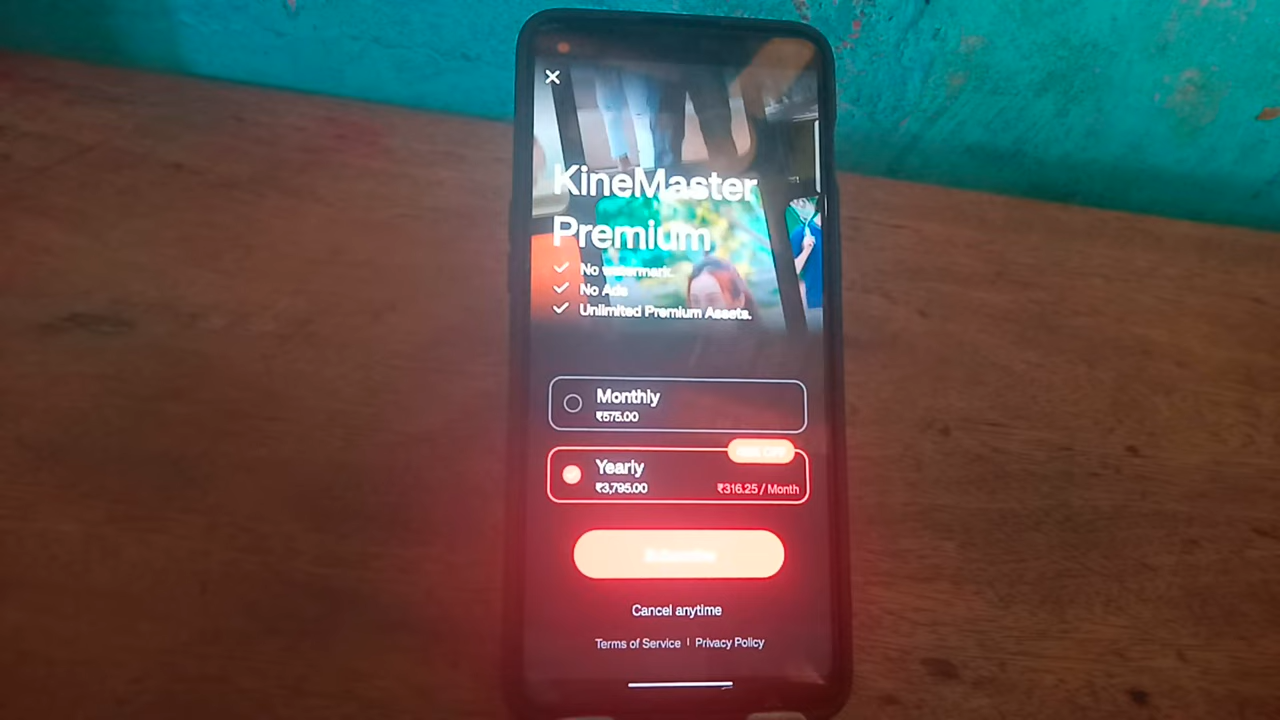 KineMaster
Premium
No watermark.
No Ads
Unlimited Premium Assets.
Monthly
₹575.00
Yearly
₹3,795.00
₹316.25 / Month
Subscribe
Cancel anytime
Terms of Service | Privacy Policy